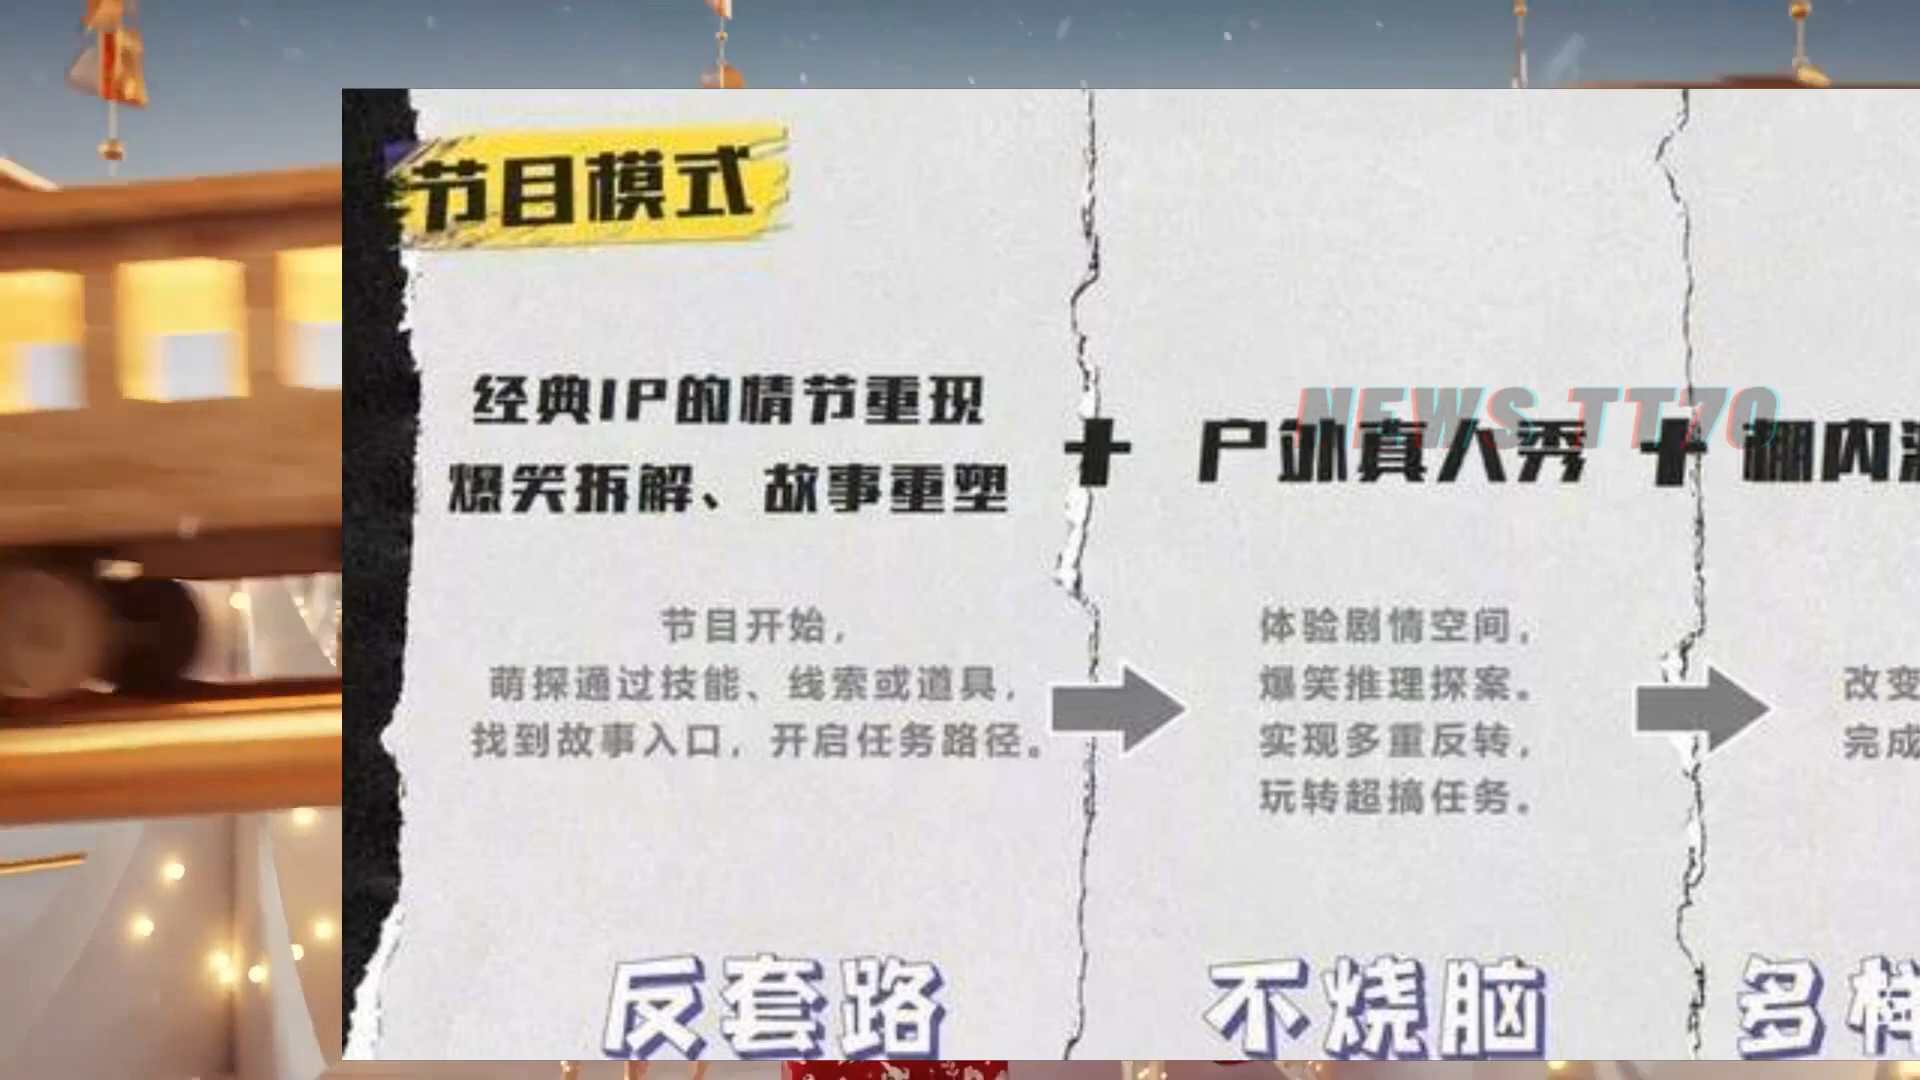 节目模式
经典IP的情节重现
爆笑拆解、故事重塑
+
户外真人秀
+
棚内
NEWS TT70
节目开始，
萌探通过技能、线索或道具，
找到故事入口，开启任务路径。
体验剧情空间，
爆笑推理探案。
实现多重反转，
玩转超搞任务。
改变
完成
反套路
不烧脑
多样